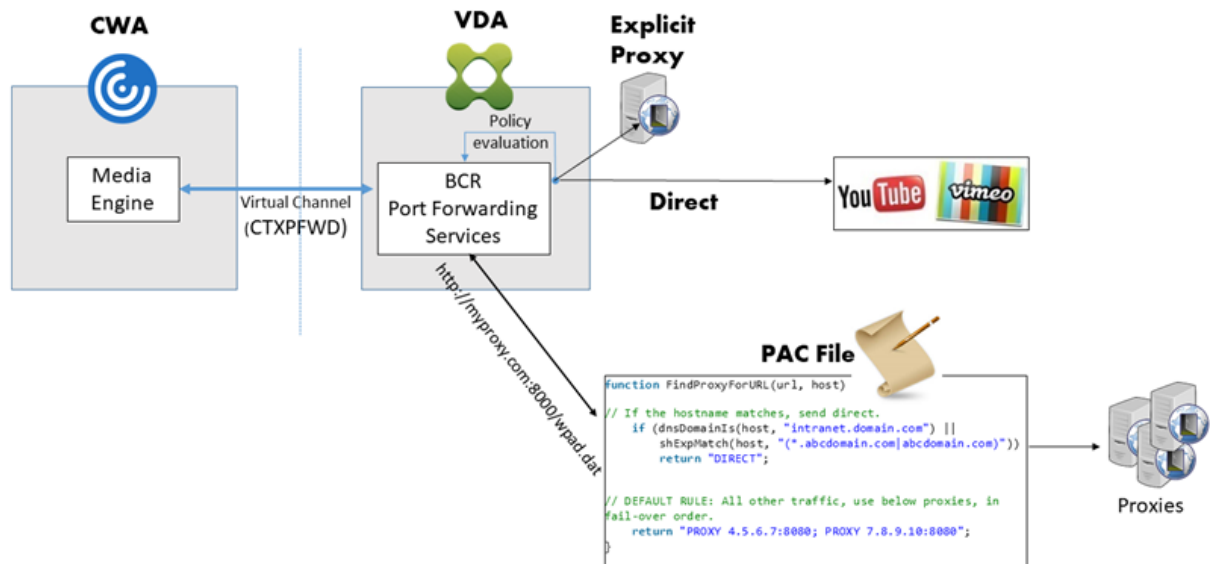 CWA
VDA
Explicit
Proxy
Policy
evaluation
Media
Engine
Virtual Channel
(CTXPFWD)
BCR
Port Forwarding
Services
Direct
YouTube
vimeo
http://myproxy.com:8000/wpad.dat
PAC File
function FindProxyForURL(url, host)
// If the hostname matches, send direct.
if (dnsDomainIs(host, "intranet.domain.com") ||
shExpMatch(host, "(*.abcdomain.com|abcdomain.com)"))
return "DIRECT";
// DEFAULT RULE: All other traffic, use below proxies, in
fail-over order.
return "PROXY 4.5.6.7:8080; PROXY 7.8.9.10:8080";
}
Proxies